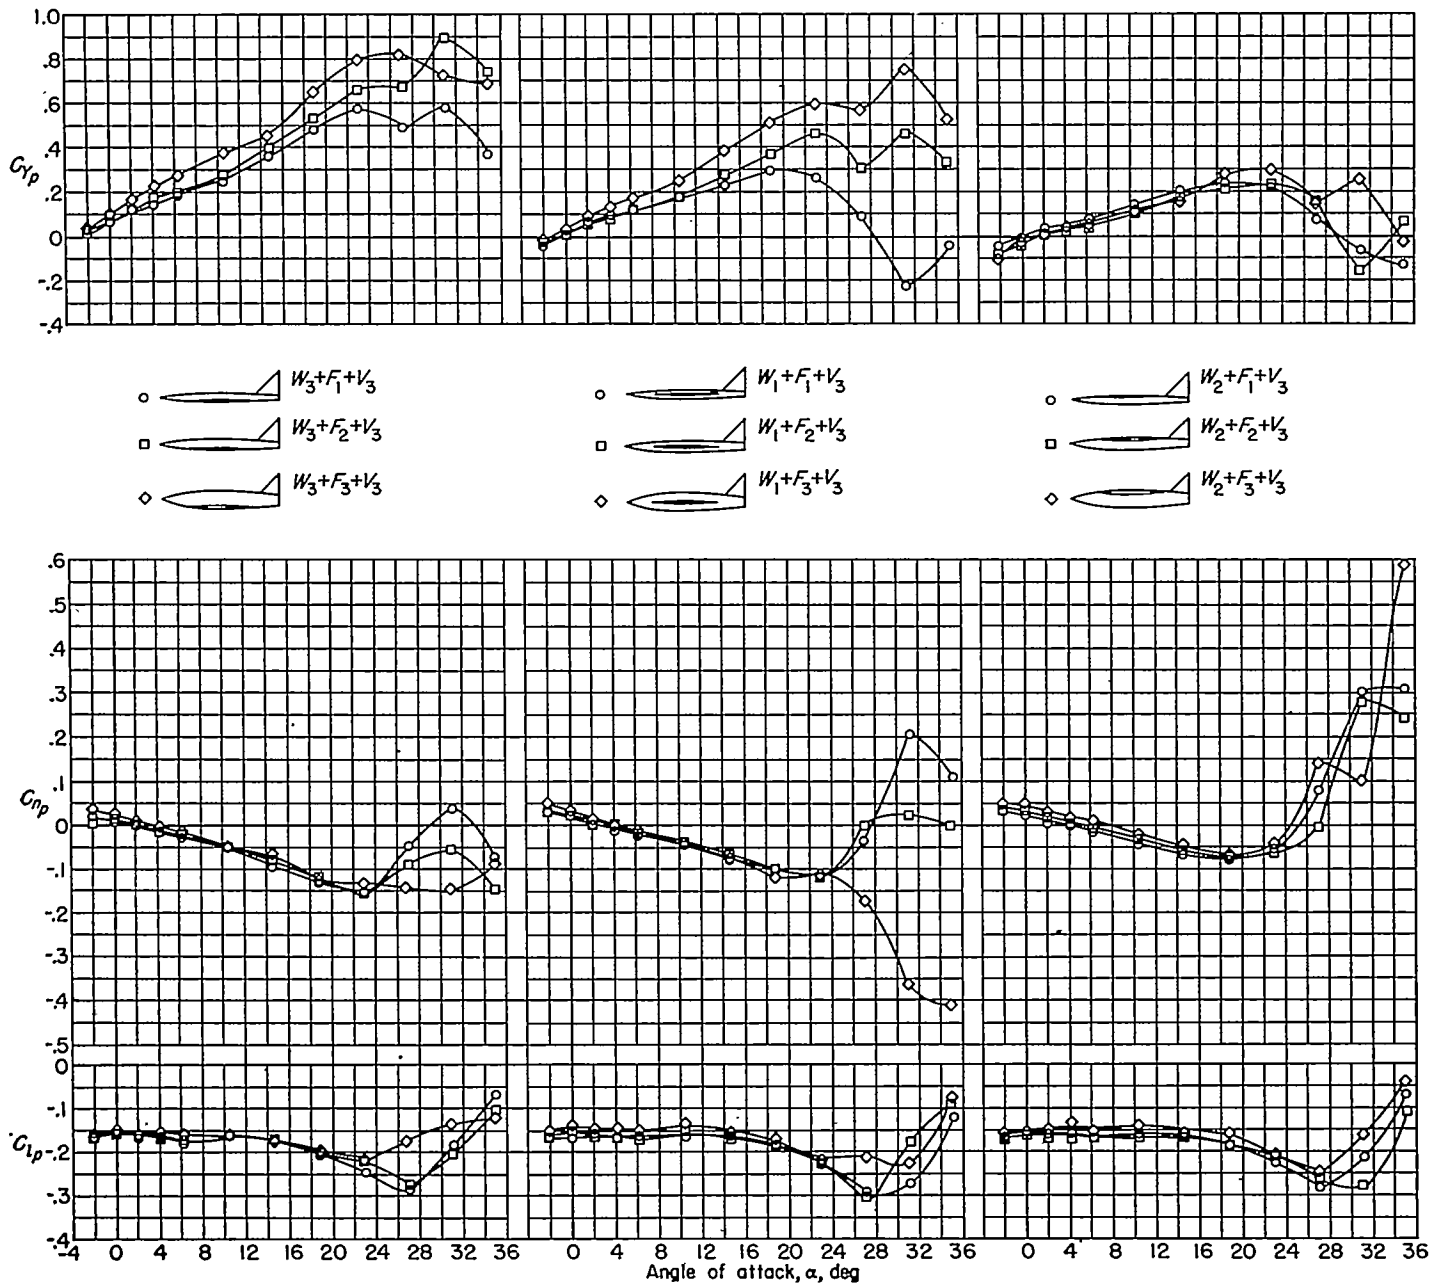 1.0
.8
.6
.4
.2
0
-.2
-.4
CYp
W3+F1+V3
W3+F2+V3
W3+F3+V3
W1+F1+V3
W1+F2+V3
W1+F3+V3
W2+F1+V3
W2+F2+V3
W2+F3+V3
.6
.5
.4
.3
.2
.1
0
-.1
-.2
-.3
-.4
-.5
Cnp
0
-.1
-.2
-.3
-.4
Clp
-4 0 4 8 12 16 20 24 28 32 36 0 4 8 12 16 20 24 28 32 36 0 4 8 12 16 20 24 28 32 36
Angle of attack, α, deg